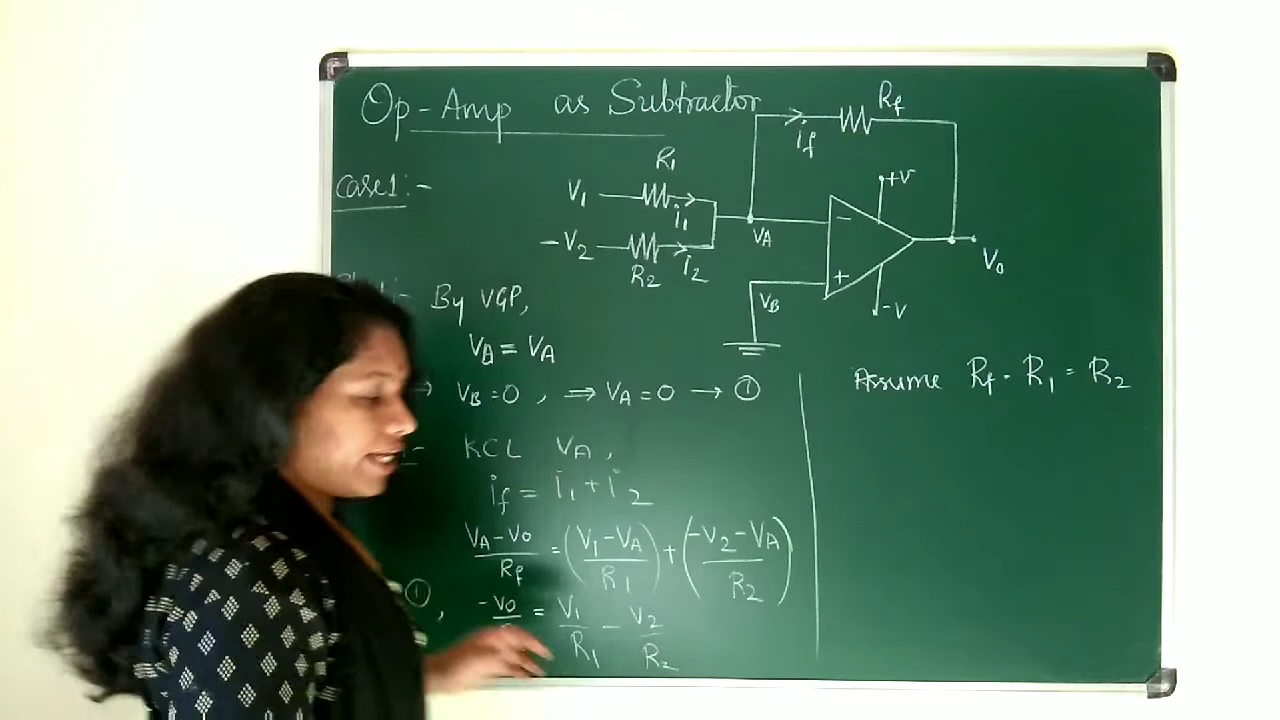 Op-Amp as Subtractor
Case1:-
R1
V1
i1
-V2
R2
i2
if
Rf
+V
-
+
-V
VA
VB
V0
By VGP,
VB = VA
⇒ VB = 0 , ⇒ VA = 0 → ①
KCL VA,
if = i1 + i2
(VA - V0)/Rf = ((V1 - VA)/R1) + ((-V2 - VA)/R2)
①, -V0/ = V1/R1 - V2/R2
Assume Rf = R1 = R2